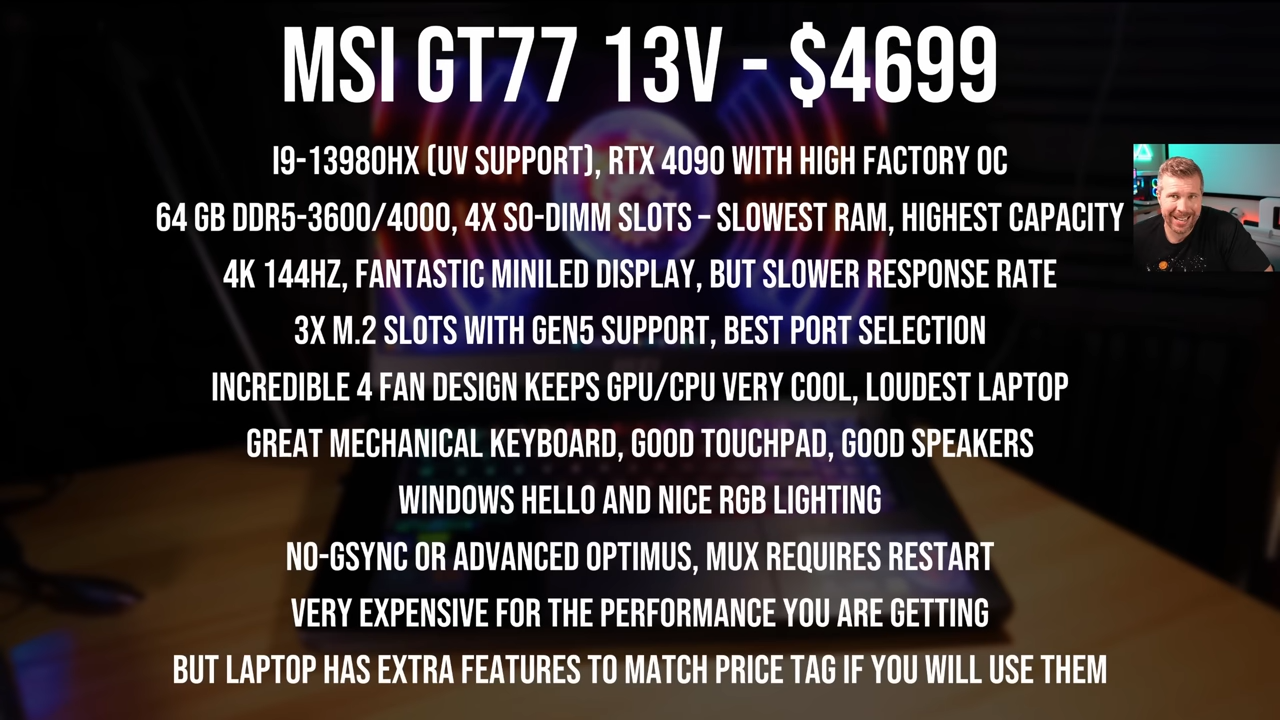 MSI GT77 13V - $4699
I9-13980HX (UV SUPPORT), RTX 4090 WITH HIGH FACTORY OC
64 GB DDR5-3600/4000, 4X SO-DIMM SLOTS – SLOWEST RAM, HIGHEST CAPACITY
4K 144HZ, FANTASTIC MINILED DISPLAY, BUT SLOWER RESPONSE RATE
3X M.2 SLOTS WITH GEN5 SUPPORT, BEST PORT SELECTION
INCREDIBLE 4 FAN DESIGN KEEPS GPU/CPU VERY COOL, LOUDEST LAPTOP
GREAT MECHANICAL KEYBOARD, GOOD TOUCHPAD, GOOD SPEAKERS
WINDOWS HELLO AND NICE RGB LIGHTING
NO-GSYNC OR ADVANCED OPTIMUS, MUX REQUIRES RESTART
VERY EXPENSIVE FOR THE PERFORMANCE YOU ARE GETTING
BUT LAPTOP HAS EXTRA FEATURES TO MATCH PRICE TAG IF YOU WILL USE THEM